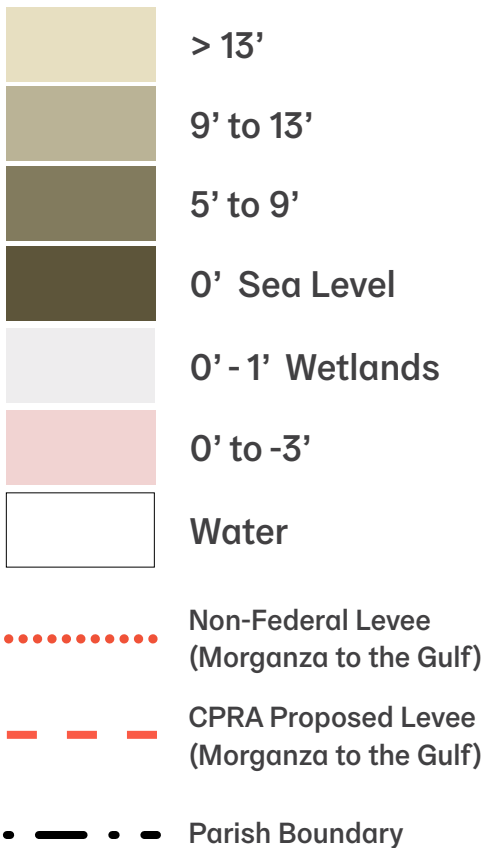 > 13’
9’ to 13’
5’ to 9’
0’ Sea Level
0’ - 1’ Wetlands
0’ to -3’
Water
Non-Federal Levee
(Morganza to the Gulf)
CPRA Proposed Levee
(Morganza to the Gulf)
Parish Boundary